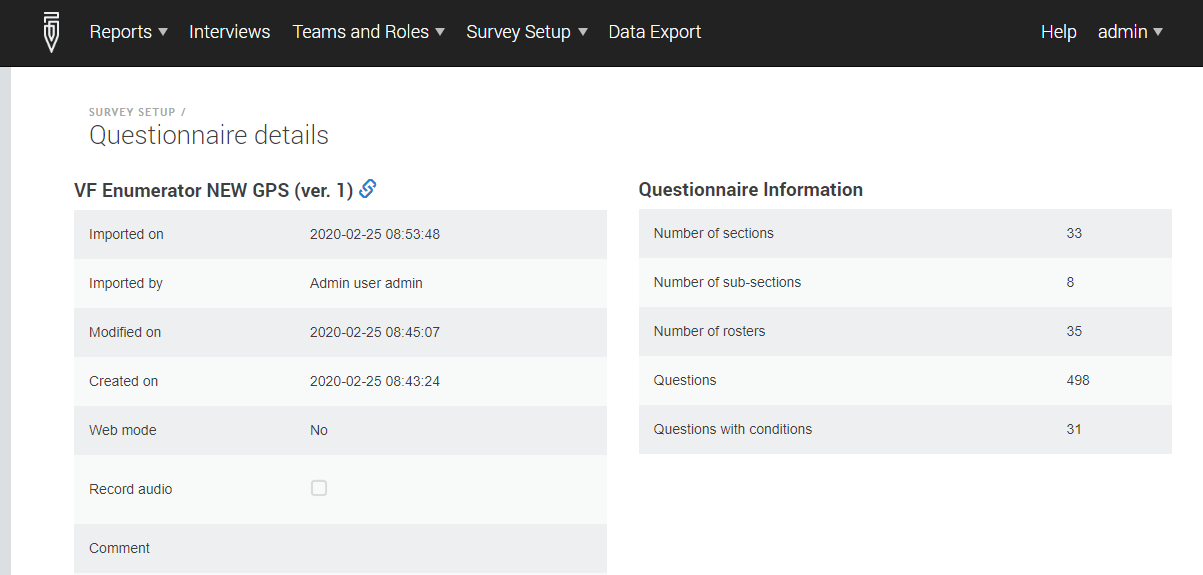 Reports ▼ Interviews Teams and Roles ▼ Survey Setup ▼ Data Export Help admin ▼
SURVEY SETUP /
Questionnaire details
VF Enumerator NEW GPS (ver. 1)
Imported on 2020-02-25 08:53:48
Imported by Admin user admin
Modified on 2020-02-25 08:45:07
Created on 2020-02-25 08:43:24
Web mode No
Record audio
Comment
Questionnaire Information
Number of sections 33
Number of sub-sections 8
Number of rosters 35
Questions 498
Questions with conditions 31